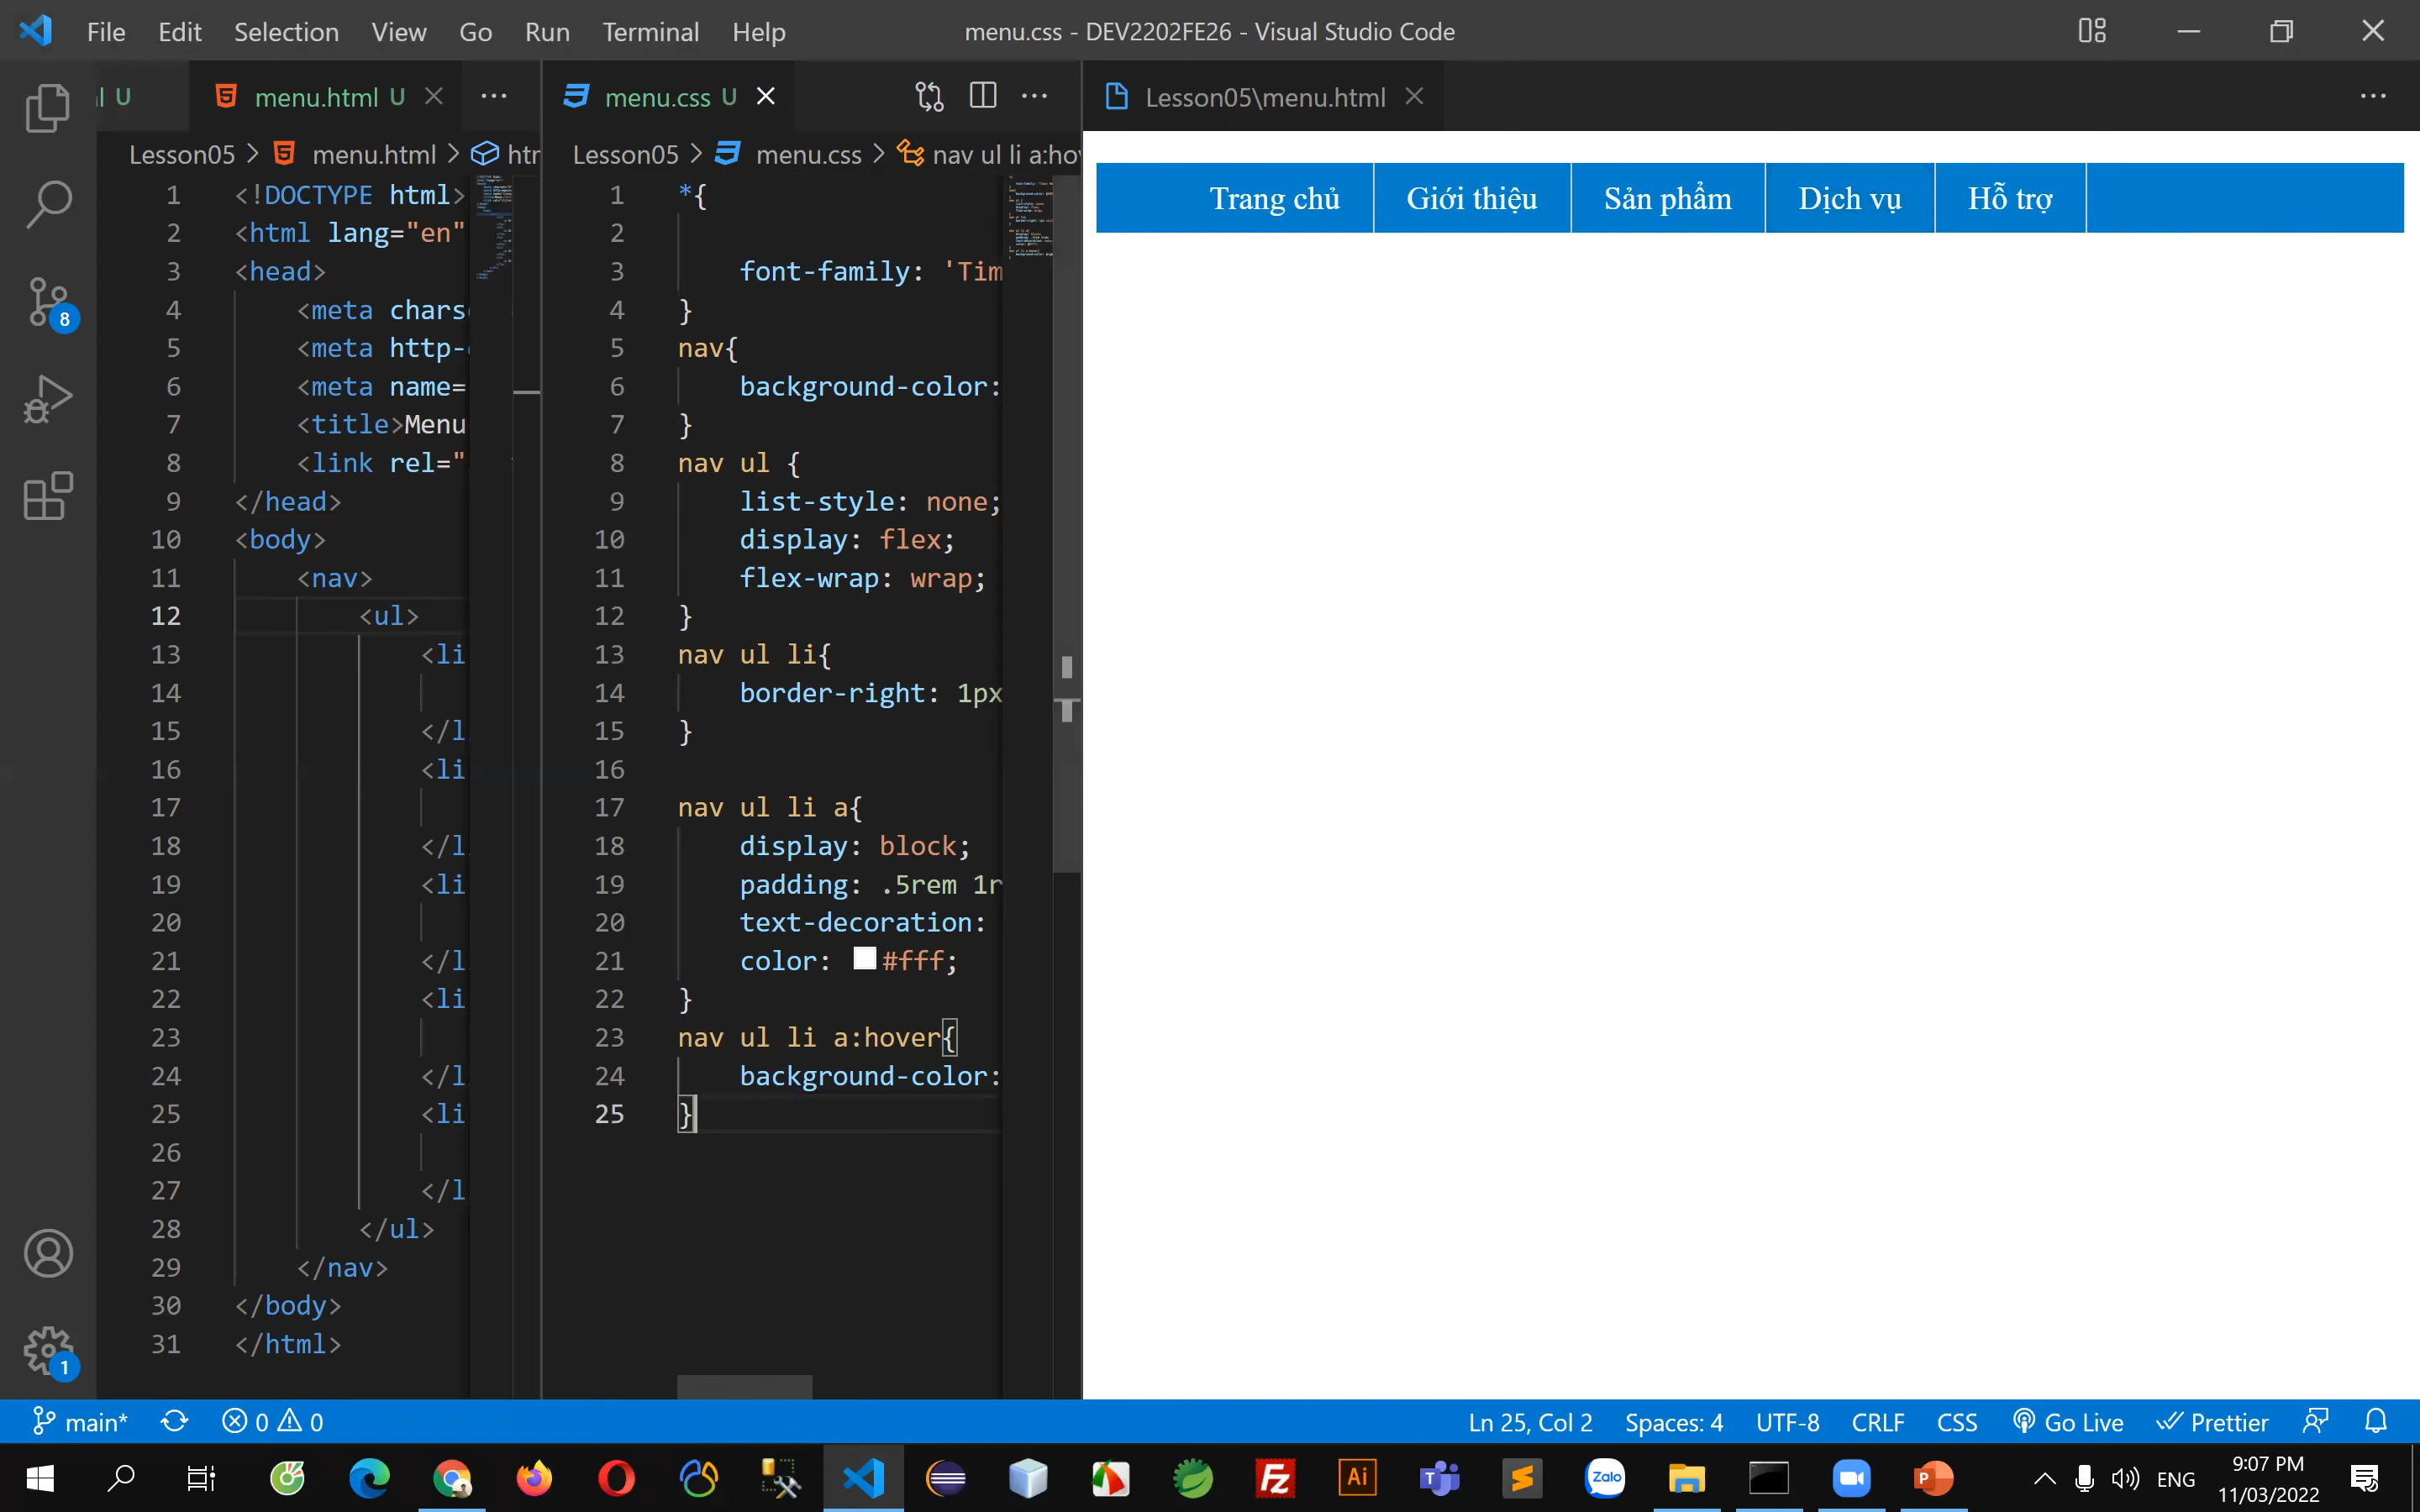 File Edit Selection View Go Run Terminal Help
menu.css - DEV2202FE26 - Visual Studio Code
U menu.html U
menu.css U
Lesson05\menu.html
Lesson05 > menu.html >
Lesson05 > menu.css > nav ul li a:ho
1 <!DOCTYPE html>
2 <html lang="en"
3 <head>
4 <meta chars
5 <meta http-
6 <meta name=
7 <title>Menu
8 <link rel="
9 </head>
10 <body>
11 <nav>
12 <ul>
13 <li
14
15 </l
16 <li
17
18 </l
19 <li
20
21 </l
22 <li
23
24 </l
25 <li
26
27 </l
28 </ul>
29 </nav>
30 </body>
31 </html>
1 *{
2
3 font-family: 'Tim
4 }
5 nav{
6 background-color:
7 }
8 nav ul {
9 list-style: none;
10 display: flex;
11 flex-wrap: wrap;
12 }
13 nav ul li{
14 border-right: 1px
15 }
16
17 nav ul li a{
18 display: block;
19 padding: .5rem 1r
20 text-decoration:
21 color: #fff;
22 }
23 nav ul li a:hover{
24 background-color:
25 }
Trang chủ Giới thiệu Sản phẩm Dịch vụ Hỗ trợ
8
1
main* 0 0
Ln 25, Col 2 Spaces: 4 UTF-8 CRLF CSS Go Live Prettier
Fz Ai T Zalo P
ENG
9:07 PM
11/03/2022